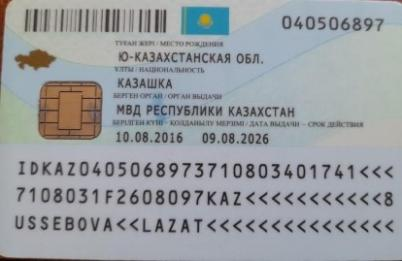 040506897
ТУҒАН ЖЕРІ / МЕСТО РОЖДЕНИЯ
Ю-КАЗАХСТАНСКАЯ ОБЛ.
ҰЛТЫ / НАЦИОНАЛЬНОСТЬ
КАЗАШКА
БЕРГЕН ОРГАН / ОРГАН ВЫДАЧИ
МВД РЕСПУБЛИКИ КАЗАХСТАН
БЕРІЛГЕН КҮНІ - ҚОЛДАНЫЛУ МЕРЗІМІ / ДАТА ВЫДАЧИ - СРОК ДЕЙСТВИЯ
10.08.2016 09.08.2026
IDKAZ0405068973710803401741<<<
7108031F2608097KAZ<<<<<<<<<<<8
USSEBOVA<<LAZAT<<<<<<<<<<<<<<<